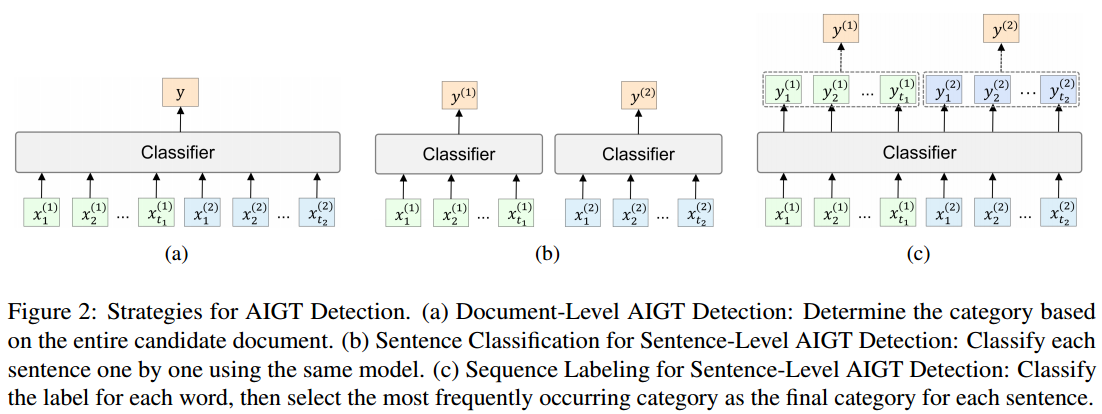 y^{(1)} y^{(2)}
y y^{(1)} y^{(2)} y_1^{(1)} y_2^{(1)} ... y_{t_1}^{(1)} y_1^{(2)} y_2^{(2)} ... y_{t_2}^{(2)}
Classifier Classifier Classifier Classifier
x_1^{(1)} x_2^{(1)} ... x_{t_1}^{(1)} x_1^{(2)} x_2^{(2)} ... x_{t_2}^{(2)} x_1^{(1)} x_2^{(1)} ... x_{t_1}^{(1)} x_1^{(2)} x_2^{(2)} ... x_{t_2}^{(2)} x_1^{(1)} x_2^{(1)} ... x_{t_1}^{(1)} x_1^{(2)} x_2^{(2)} ... x_{t_2}^{(2)}
(a) (b) (c)
Figure 2: Strategies for AIGT Detection. (a) Document-Level AIGT Detection: Determine the category based
on the entire candidate document. (b) Sentence Classification for Sentence-Level AIGT Detection: Classify each
sentence one by one using the same model. (c) Sequence Labeling for Sentence-Level AIGT Detection: Classify
the label for each word, then select the most frequently occurring category as the final category for each sentence.